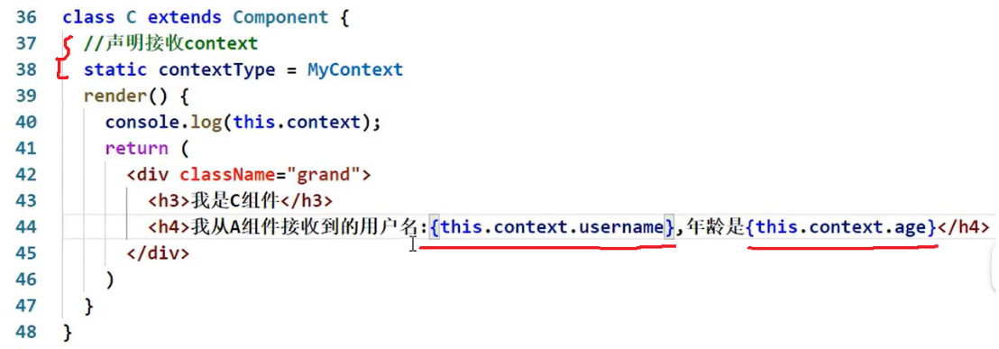 36 class C extends Component {
37 //声明接收context
38 static contextType = MyContext
39 render() {
40 console.log(this.context);
41 return (
42 <div className="grand">
43 <h3>我是C组件</h3>
44 <h4>我从A组件接收到的用户名:{this.context.username},年龄是{this.context.age}</h4>
45 </div>
46 )
47 }
48 }